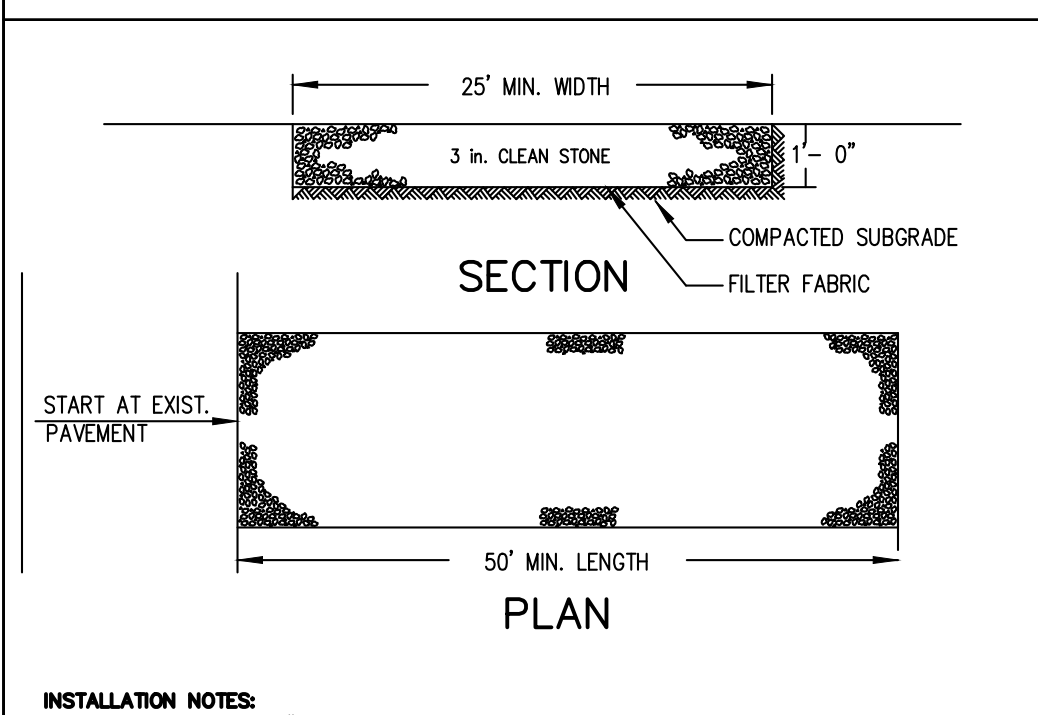 25' MIN. WIDTH
3 in. CLEAN STONE
1'- 0"
COMPACTED SUBGRADE
SECTION
FILTER FABRIC
START AT EXIST.
PAVEMENT
50' MIN. LENGTH
PLAN
INSTALLATION NOTES: